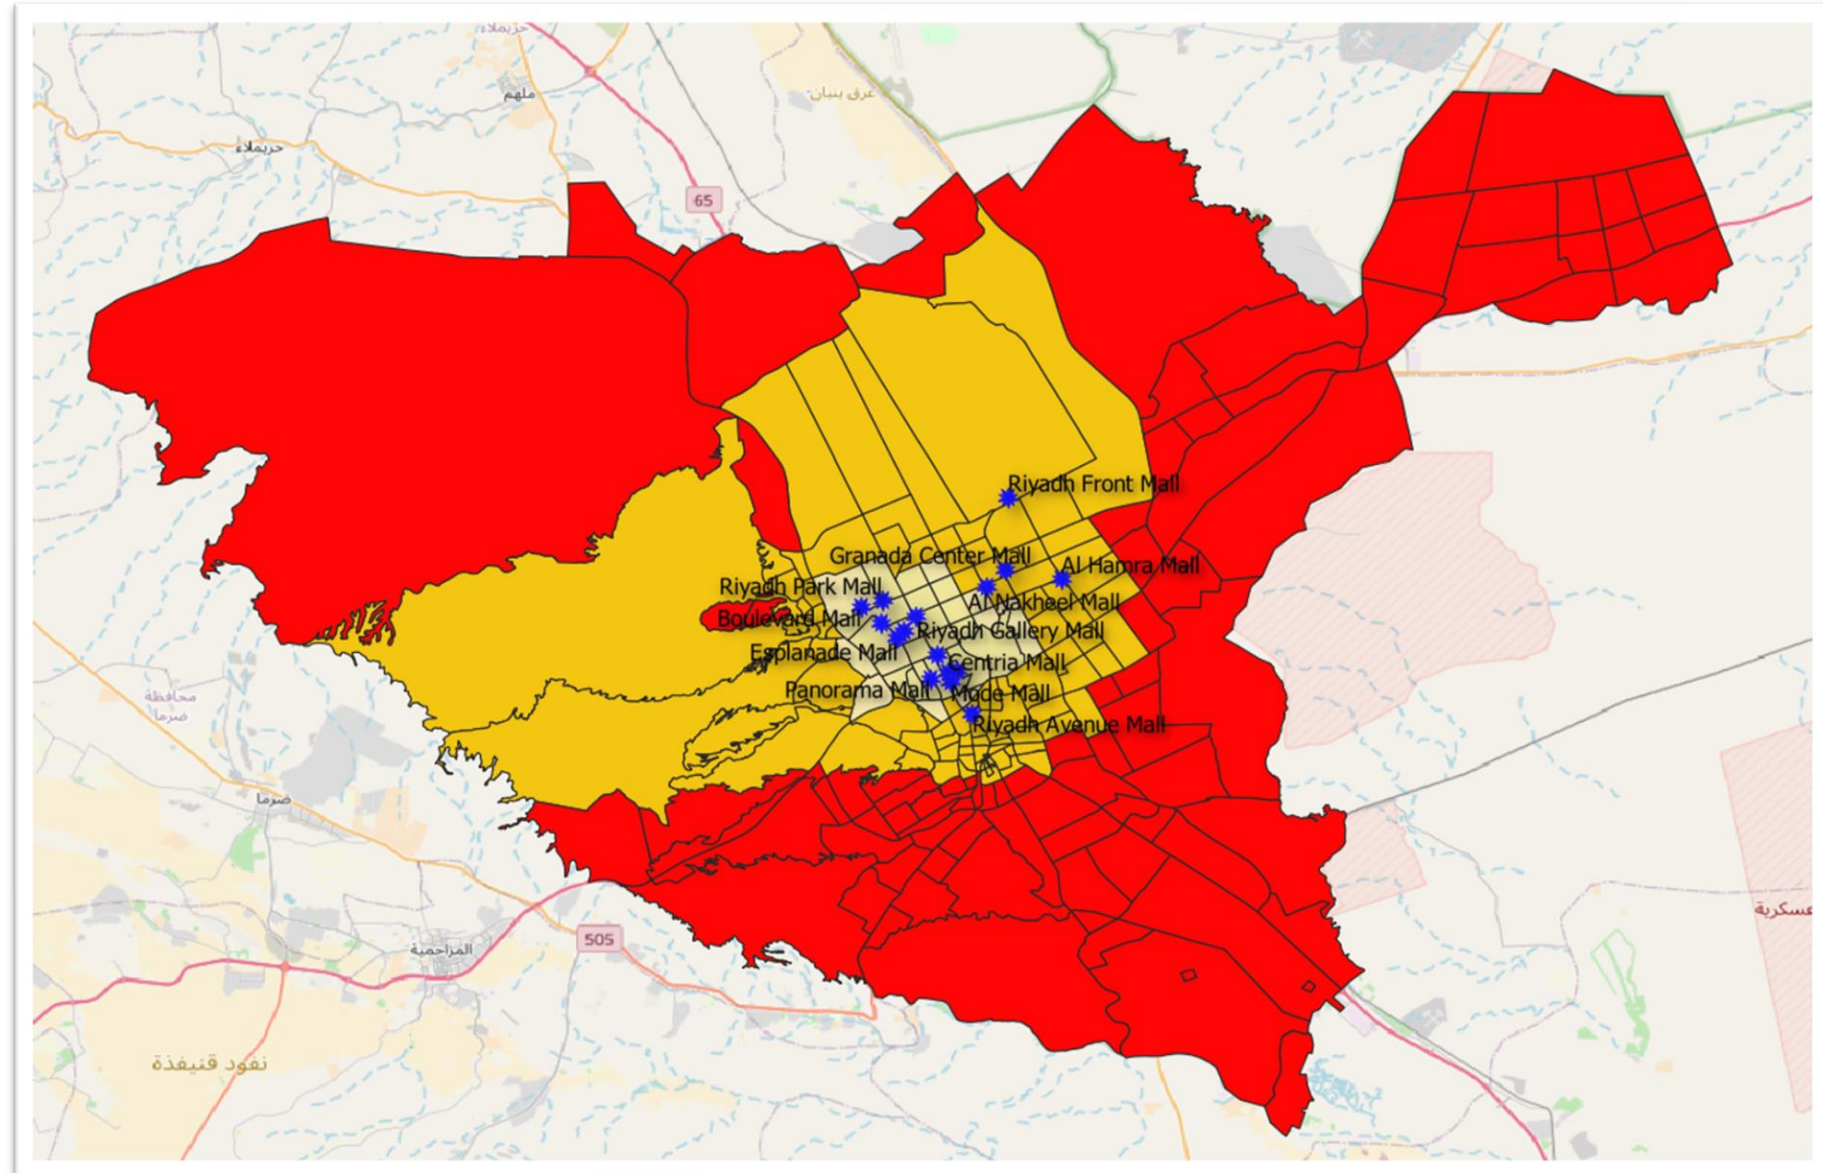 حريملاء
ملهم
عرق بنبان
حريملاء
65
Riyadh Front Mall
Granada Center Mall
Al Hamra Mall
Riyadh Park Mall
Al Nakheel Mall
Boulevard Mall
Riyadh Gallery Mall
Esplanade Mall
Centria Mall
Panorama Mall
Mode Mall
محافظة
ضرما
Riyadh Avenue Mall
ضرما
عسكرية
505
المزاحمية
نفود قنيفذة